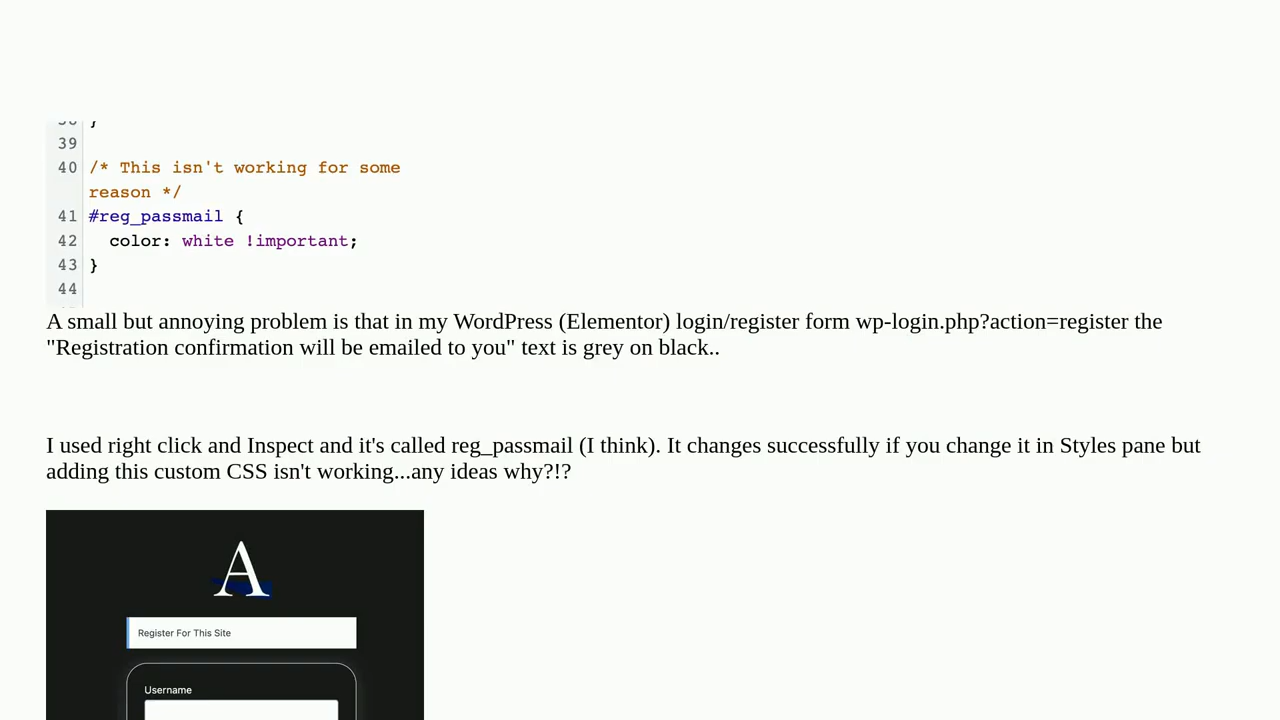 39
40 /* This isn't working for some
reason */
41 #reg_passmail {
42 color: white !important;
43 }
44
A small but annoying problem is that in my WordPress (Elementor) login/register form wp-login.php?action=register the
"Registration confirmation will be emailed to you" text is grey on black..
I used right click and Inspect and it's called reg_passmail (I think). It changes successfully if you change it in Styles pane but
adding this custom CSS isn't working...any ideas why?!?
A
Register For This Site
Username